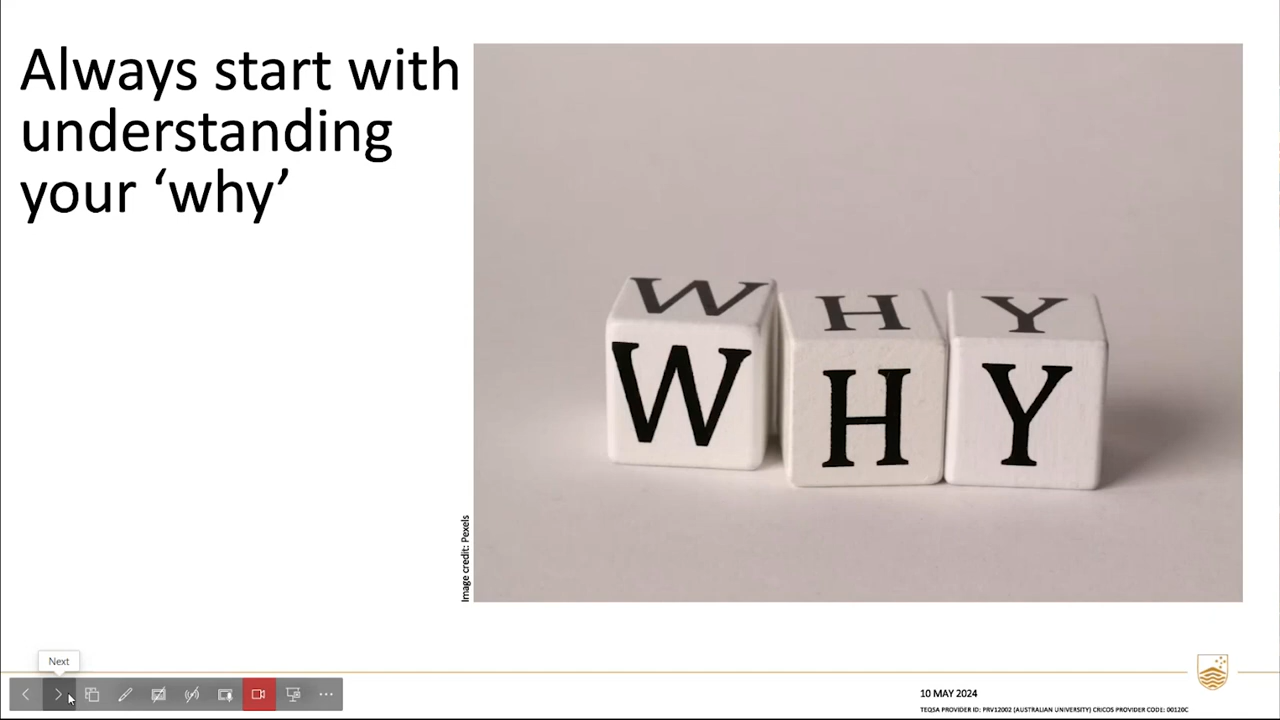 Always start with
understanding
your ‘why’
W H Y
W H Y
Image credit: Pexels
Next
10 MAY 2024
TEQSA PROVIDER ID: PRV12002 (AUSTRALIAN UNIVERSITY) CRICOS PROVIDER CODE: 00120C